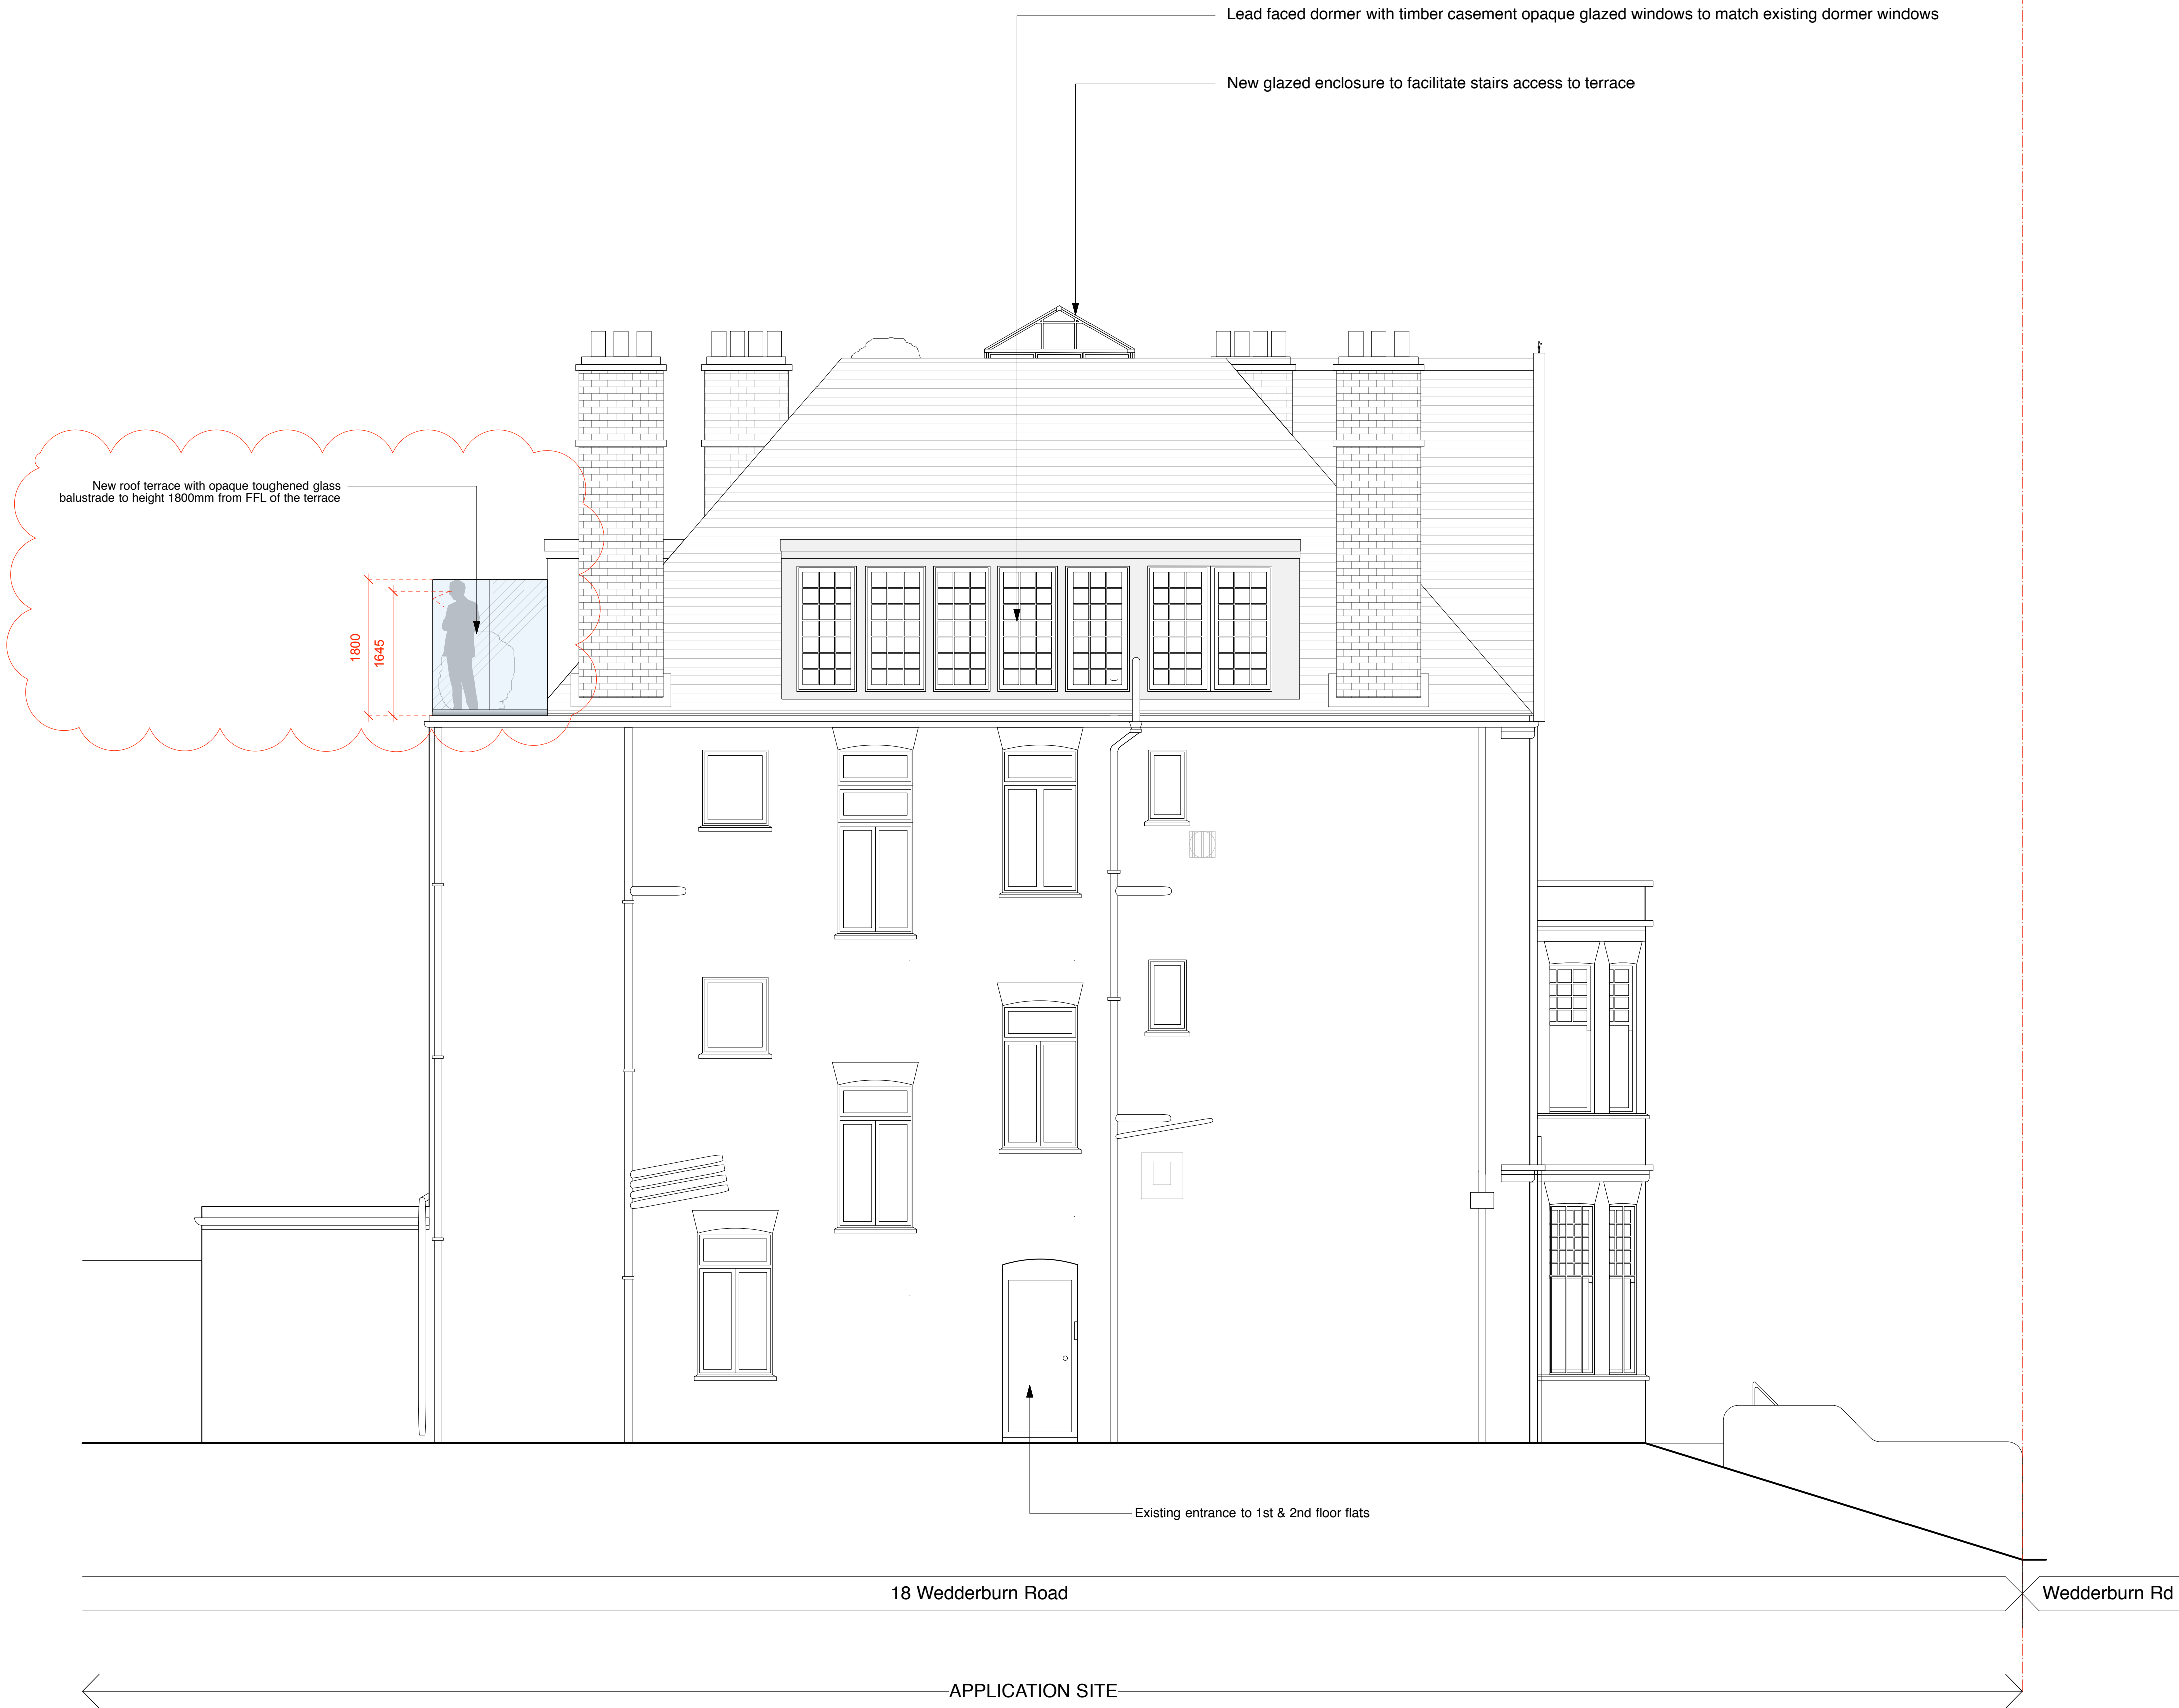 Lead faced dormer with timber casement opaque glazed windows to match existing dormer windows
New glazed enclosure to facilitate stairs access to terrace
New roof terrace with opaque toughened glass
balustrade to height 1800mm from FFL of the terrace
1800
1645
Existing entrance to 1st & 2nd floor flats
18 Wedderburn Road
Wedderburn Rd
APPLICATION SITE